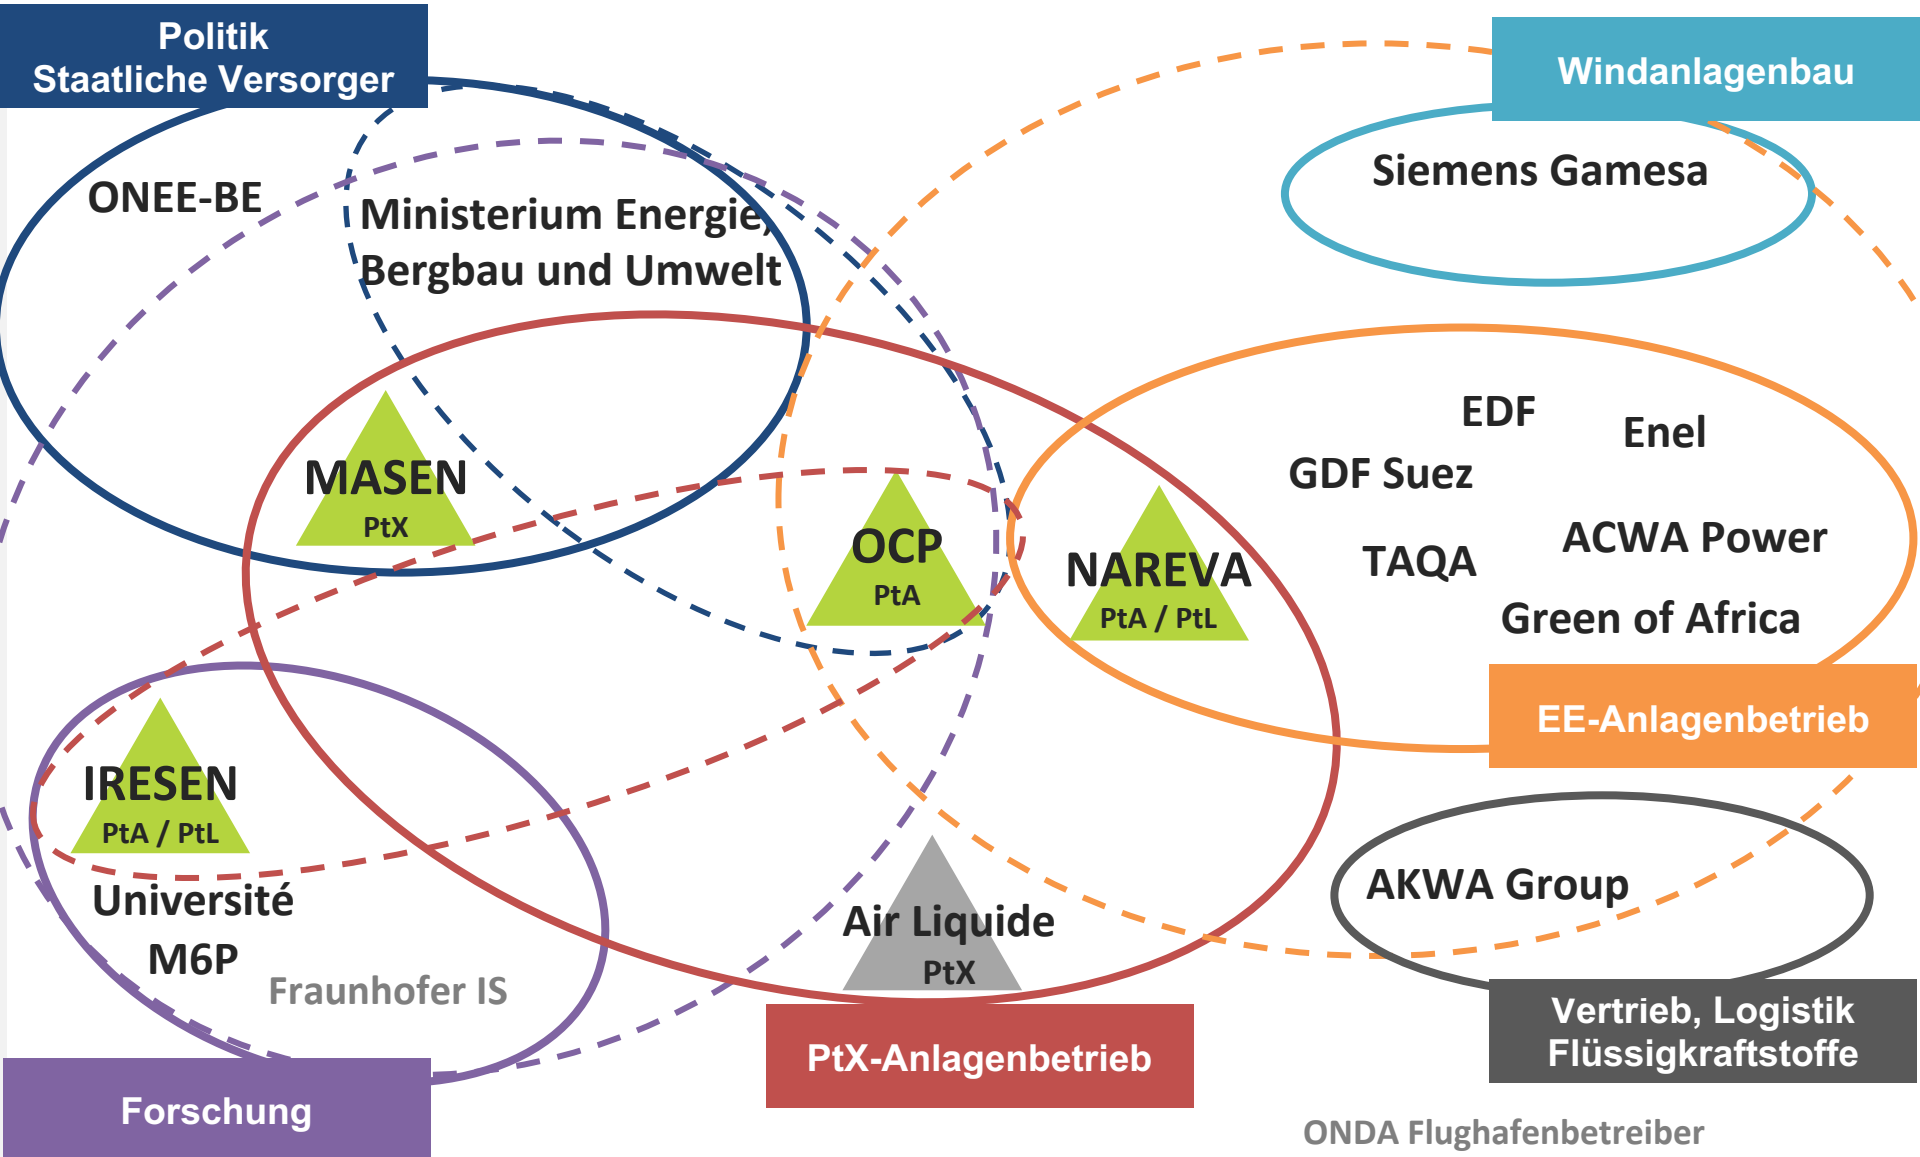 Politik
Staatliche Versorger
Windanlagenbau
Siemens Gamesa
ONEE-BE
Ministerium Energie,
Bergbau und Umwelt
EDF
Enel
GDF Suez
ACWA Power
TAQA
Green of Africa
EE-Anlagenbetrieb
MASEN
PtX
OCP
PtA
NAREVA
PtA / PtL
IRESEN
PtA / PtL
Université
M6P
Fraunhofer IS
Forschung
Air Liquide
PtX
PtX-Anlagenbetrieb
AKWA Group
Vertrieb, Logistik
Flüssigkraftstoffe
ONDA Flughafenbetreiber